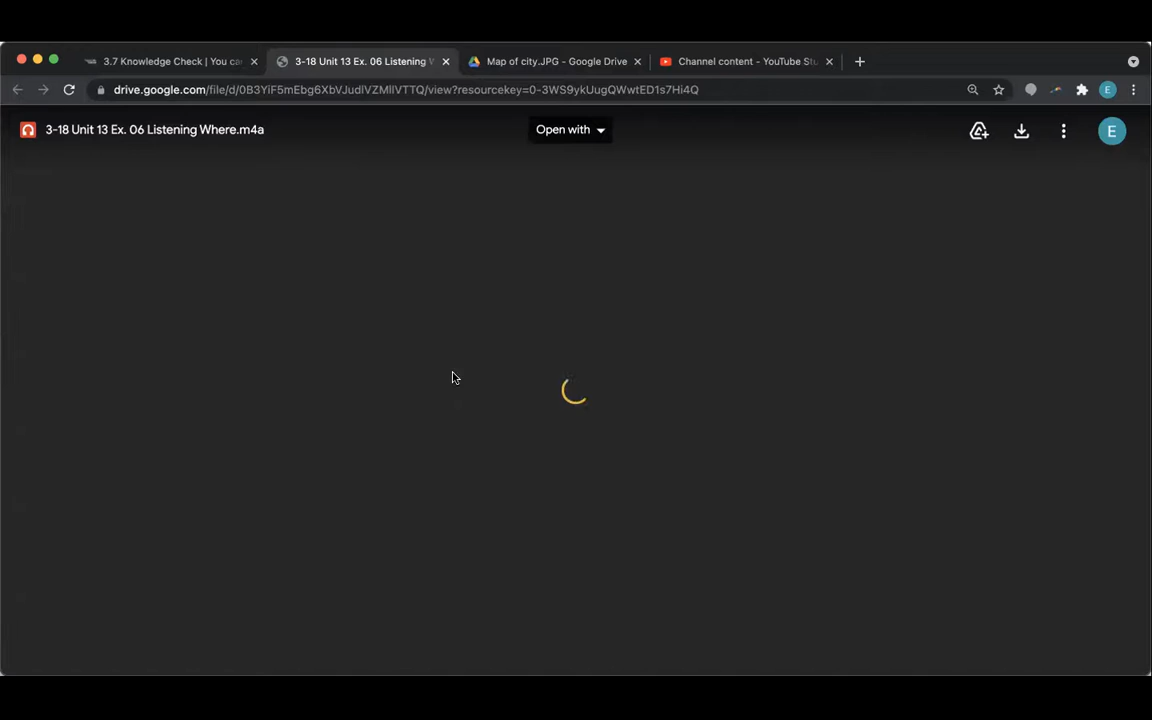 3.7 Knowledge Check | You ca
3-18 Unit 13 Ex. 06 Listening W
Map of city.JPG - Google Drive
Channel content - YouTube Stu
drive.google.com/file/d/0B3YiF5mEbg6XbVJudlVZMllVTTQ/view?resourcekey=0-3WS9ykUugQWwtED1s7Hi4Q
E
3-18 Unit 13 Ex. 06 Listening Where.m4a
Open with
E